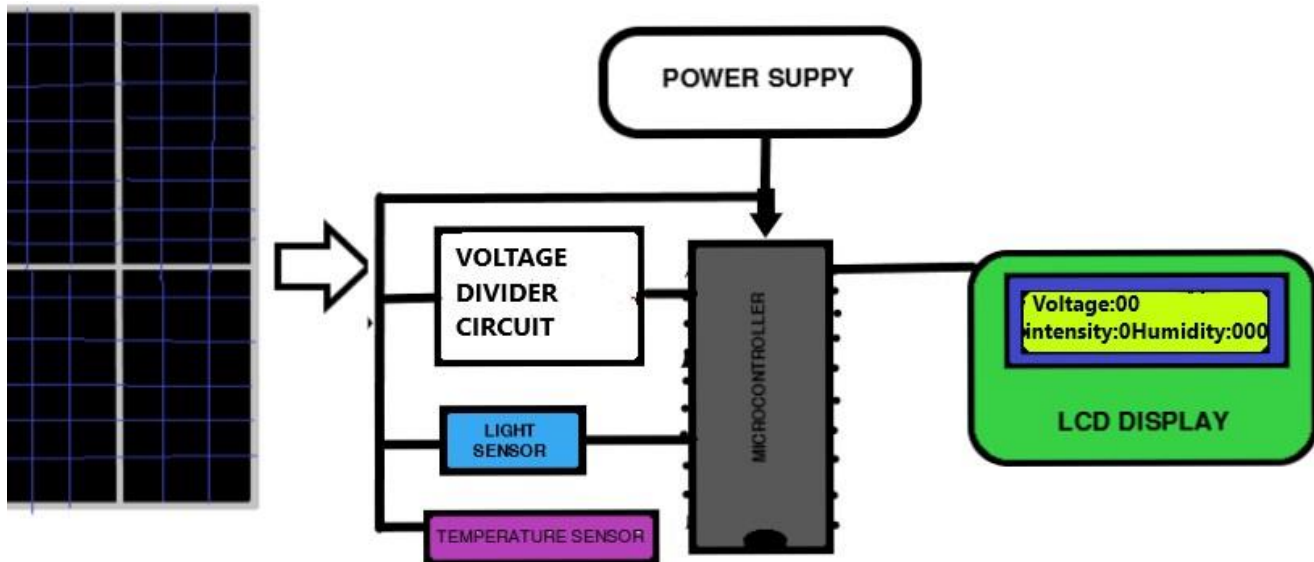 POWER SUPPY
VOLTAGE
DIVIDER
CIRCUIT
LIGHT
SENSOR
TEMPERATURE SENSOR
MICROCONTROLLER
Voltage:00
intensity:0Humidity:000
LCD DISPLAY